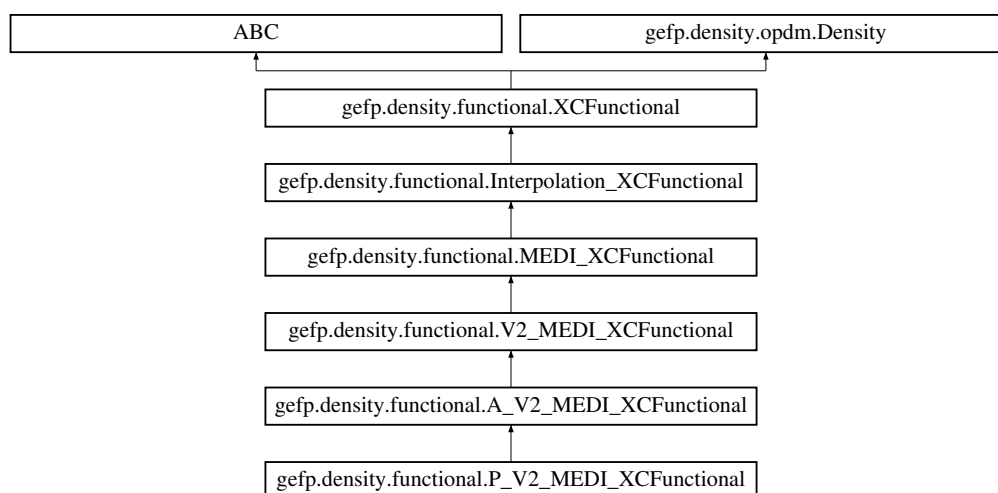 ABC
gefp.density.opdm.Density
gefp.density.functional.XCFunctional
gefp.density.functional.Interpolation_XCFunctional
gefp.density.functional.MEDI_XCFunctional
gefp.density.functional.V2_MEDI_XCFunctional
gefp.density.functional.A_V2_MEDI_XCFunctional
gefp.density.functional.P_V2_MEDI_XCFunctional